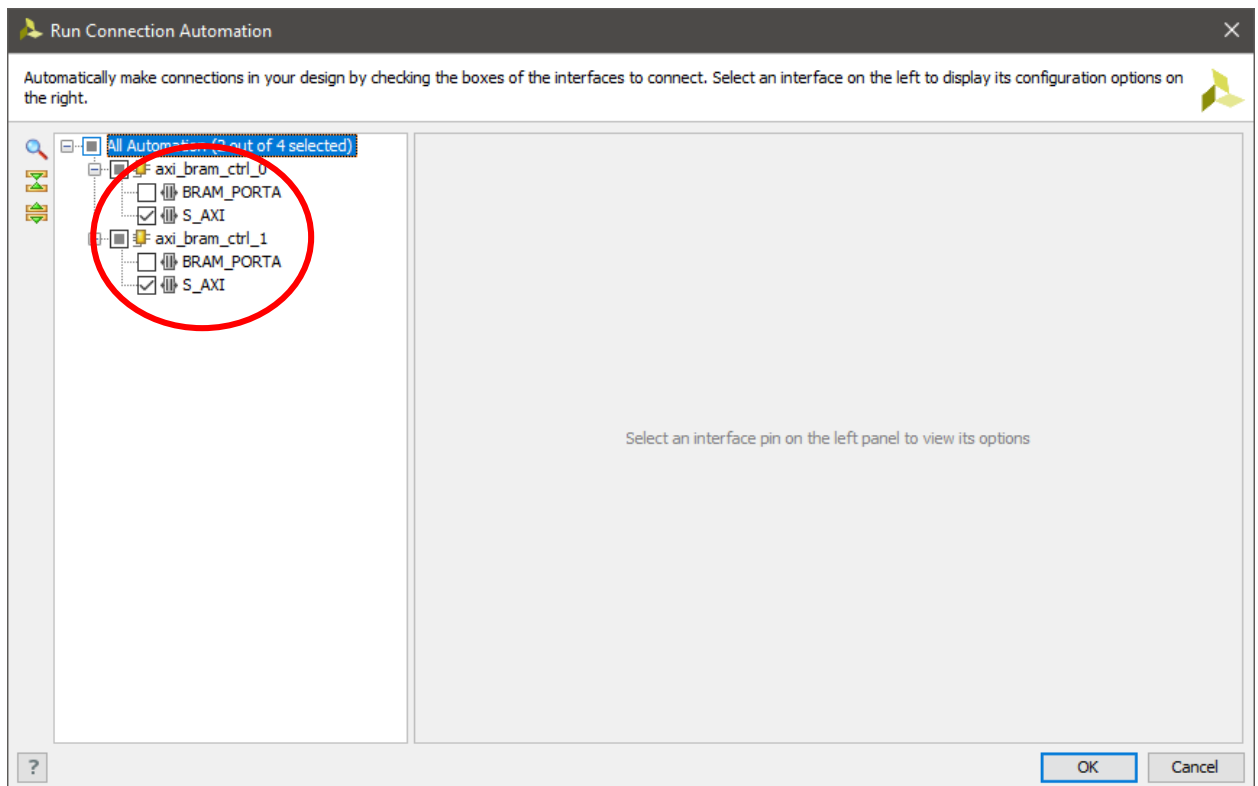 Run Connection Automation
Automatically make connections in your design by checking the boxes of the interfaces to connect. Select an interface on the left to display its configuration options on
the right.
All Automation (2 out of 4 selected)
axi_bram_ctrl_0
BRAM_PORTA
S_AXI
axi_bram_ctrl_1
BRAM_PORTA
S_AXI
Select an interface pin on the left panel to view its options
?
OK
Cancel